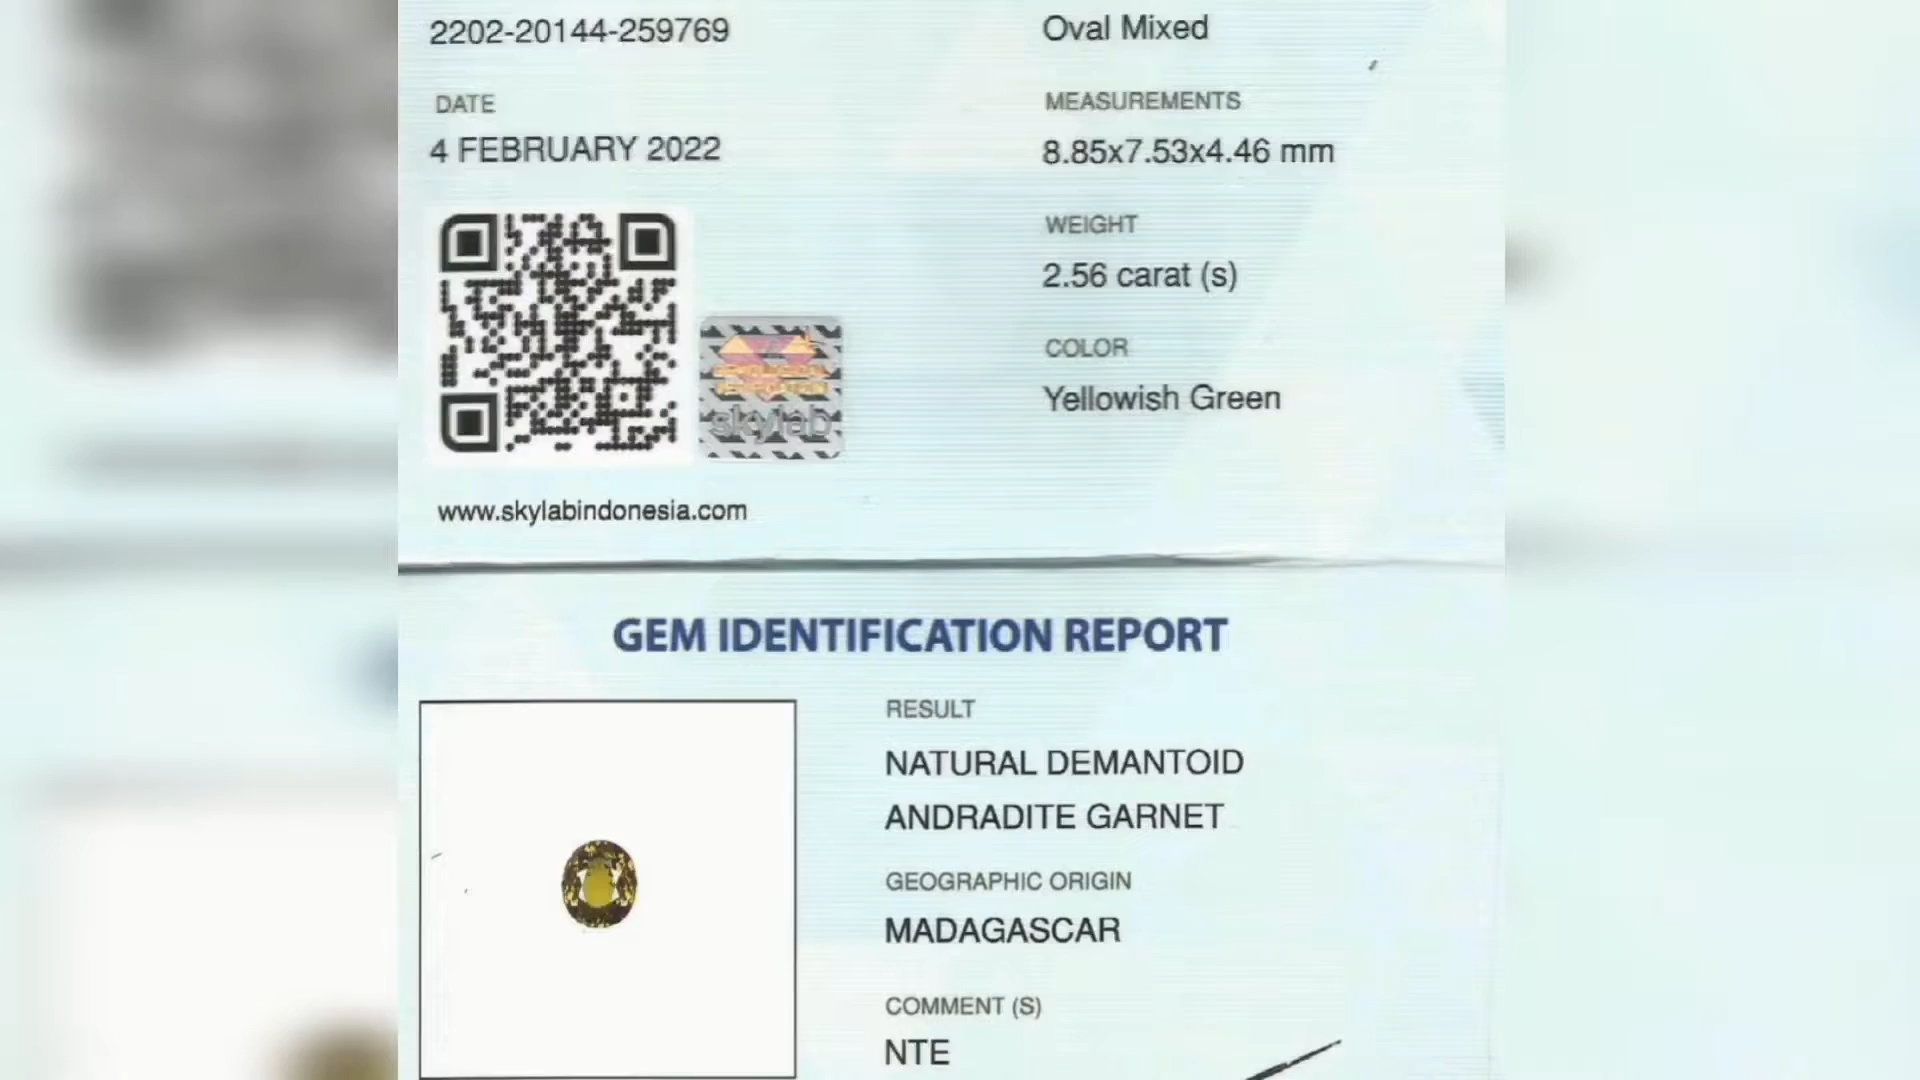 2202-20144-259769
DATE
4 FEBRUARY 2022
www.skylabindonesia.com
Oval Mixed
MEASUREMENTS
8.85x7.53x4.46 mm
WEIGHT
2.56 carat (s)
COLOR
Yellowish Green
skylab
GEM IDENTIFICATION REPORT
RESULT
NATURAL DEMANTOID
ANDRADITE GARNET
GEOGRAPHIC ORIGIN
MADAGASCAR
COMMENT (S)
NTE